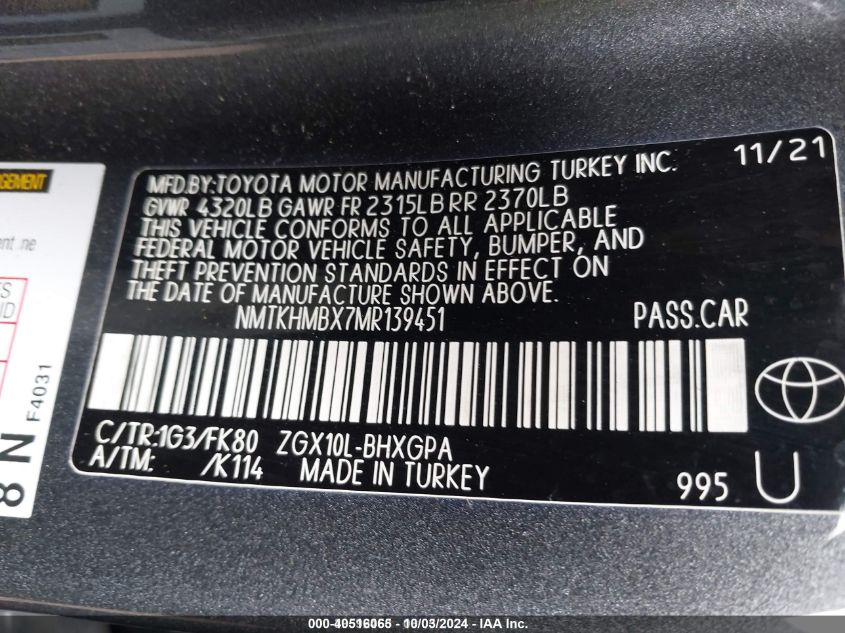 MFD.BY:TOYOTA MOTOR MANUFACTURING TURKEY INC. 11/21
GVWR 4320LB GAWR FR 2315LB RR 2370LB
THIS VEHICLE CONFORMS TO ALL APPLICABLE
FEDERAL MOTOR VEHICLE SAFETY, BUMPER, AND
THEFT PREVENTION STANDARDS IN EFFECT ON
THE DATE OF MANUFACTURE SHOWN ABOVE.
NMTKHMBX7MR139451 PASS.CAR
C/TR:1G3/FK80 ZGX10L-BHXGPA
A/TM: /K114 MADE IN TURKEY
995 U
F4031
8 N
000-40516065 - 10/03/2024 - IAA Inc.